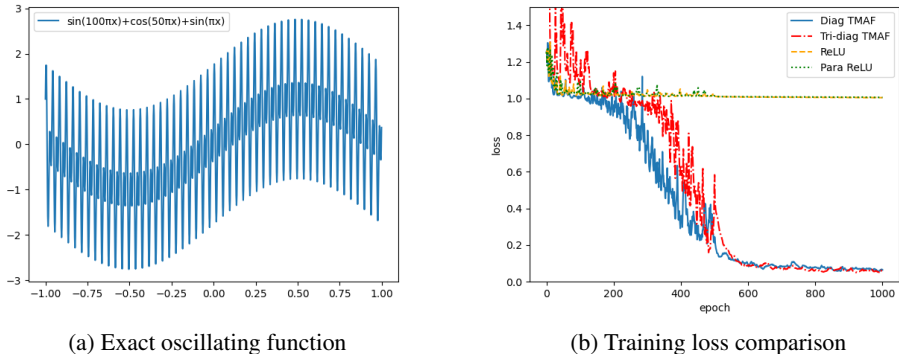 sin(100πx)+cos(50πx)+sin(πx)
3
2
1
0
−1
−2
−3
−1.00 −0.75 −0.50 −0.25 0.00 0.25 0.50 0.75 1.00
(a) Exact oscillating function
Diag TMAF
Tri-diag TMAF
ReLU
Para ReLU
1.4
1.2
1.0
0.8
0.6
0.4
0.2
0.0
loss
0 200 400 600 800 1000
epoch
(b) Training loss comparison